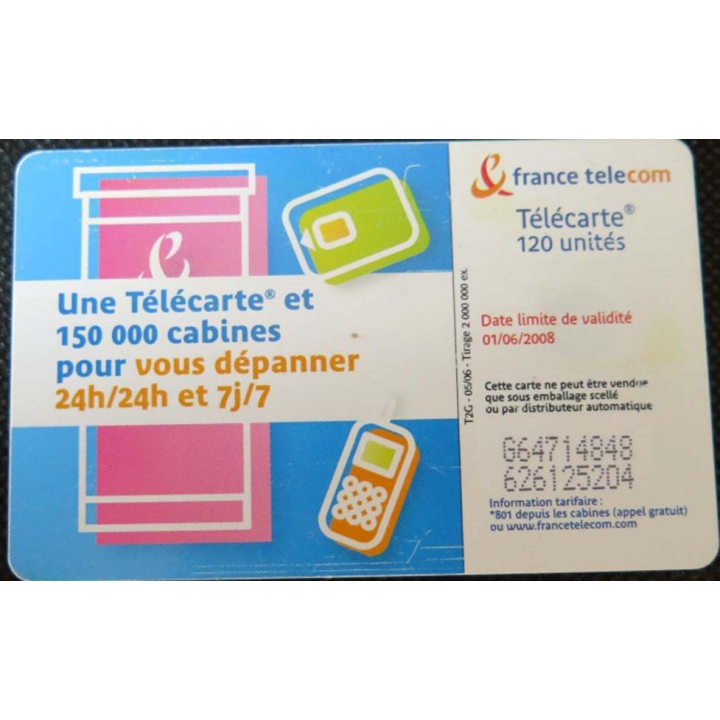 Une Télécarte® et
150 000 cabines
pour vous dépanner
24h/24h et 7j/7
T2G - 05/06 - Tirage 2 000 000 ex.
france telecom
Télécarte®
120 unités
Date limite de validité
01/06/2008
Cette carte ne peut être vendue
que sous emballage scellé
ou par distributeur automatique
G64714848
626125204
Information tarifaire :
*801 depuis les cabines (appel gratuit)
ou www.francetelecom.com